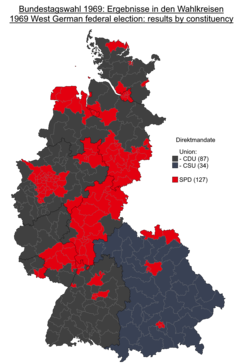 Bundestagswahl 1969: Ergebnisse in den Wahlkreisen
1969 West German federal election: results by constituency
Direktmandate
Union:
- CDU (87)
- CSU (34)
SPD (127)